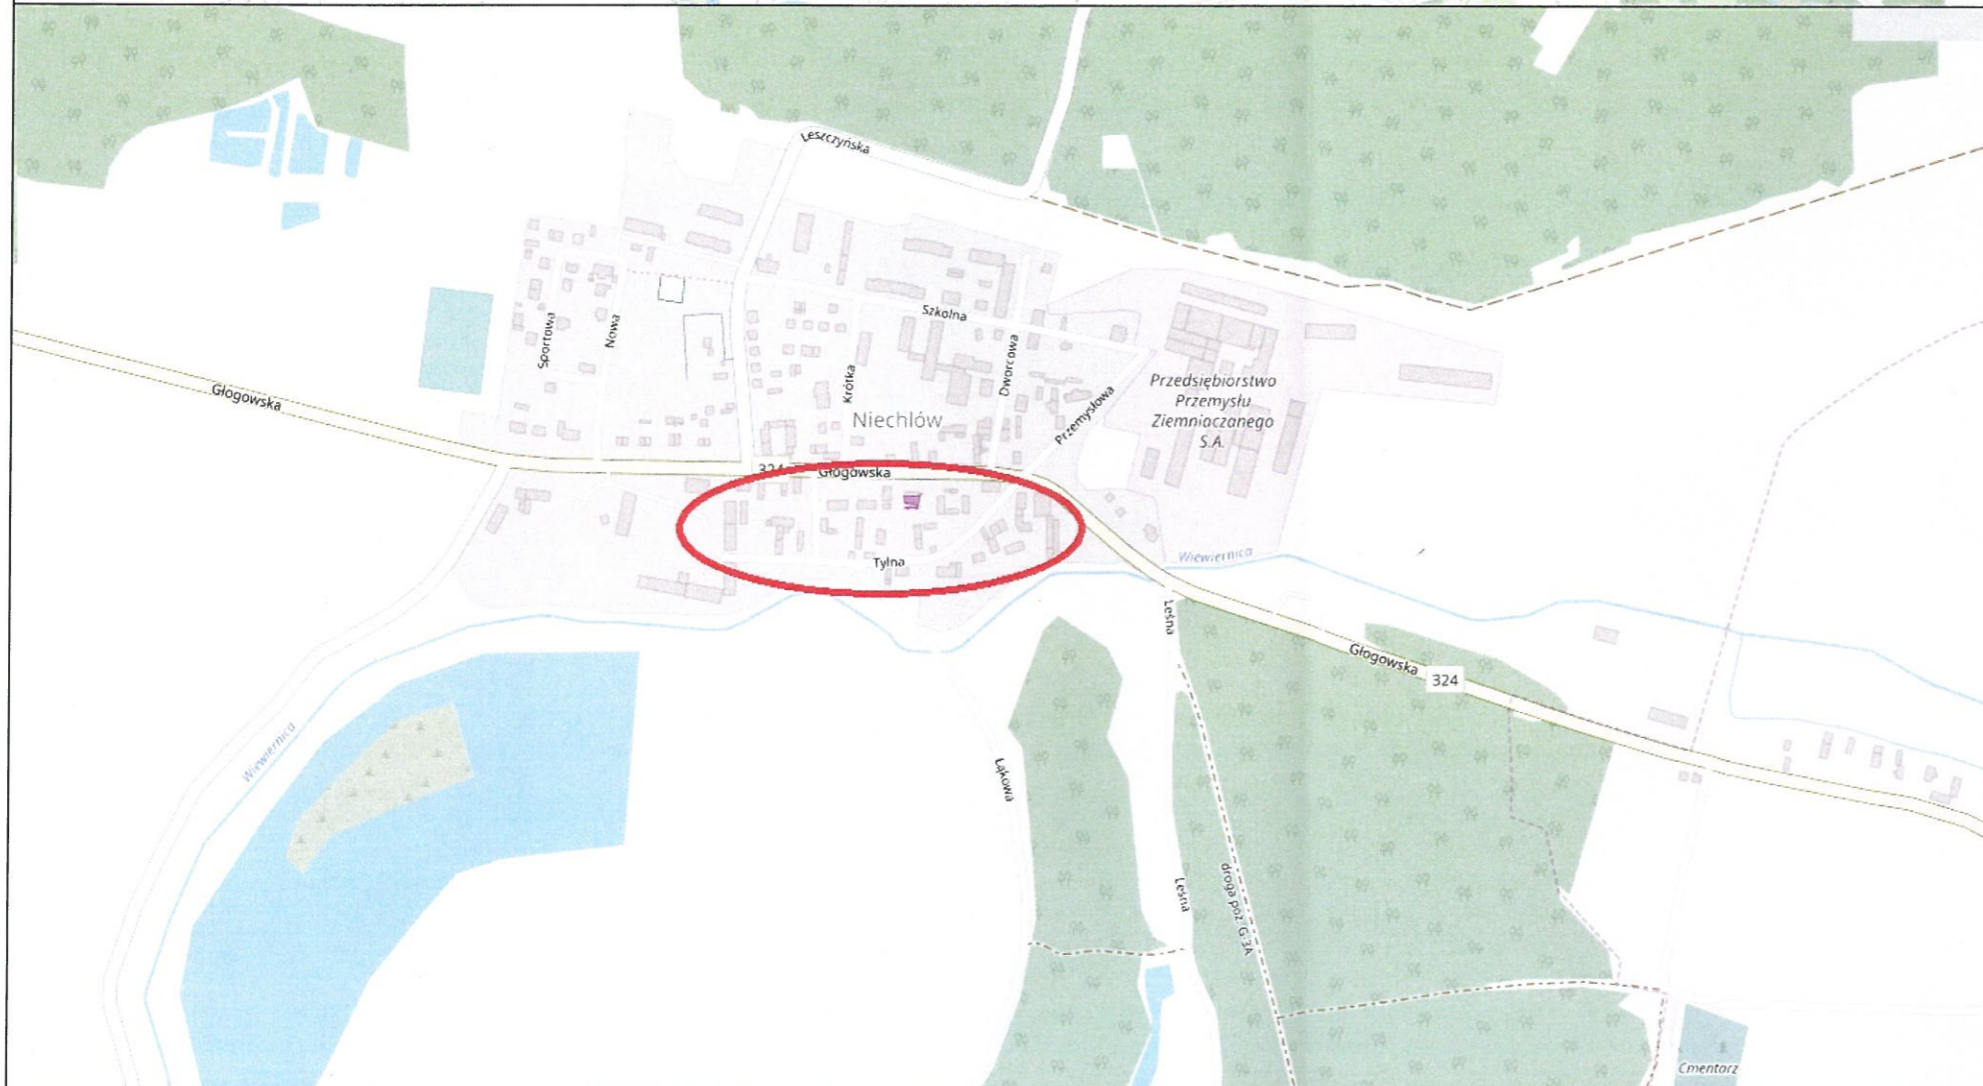 Leszczyńska
Szkolna
Sportowa
Nowa
Dworcowa
Krótka
Głogowska
Przemysłowa
Przedsiębiorstwo
Przemysłu
Ziemniaczanego
S.A.
Niechlów
324
Głogowska
Tylna
Wiewiernica
Leśna
Głogowska
324
Wiewiernica
Łąkowa
Leśna
droga poż. G-3A
Cmentarz